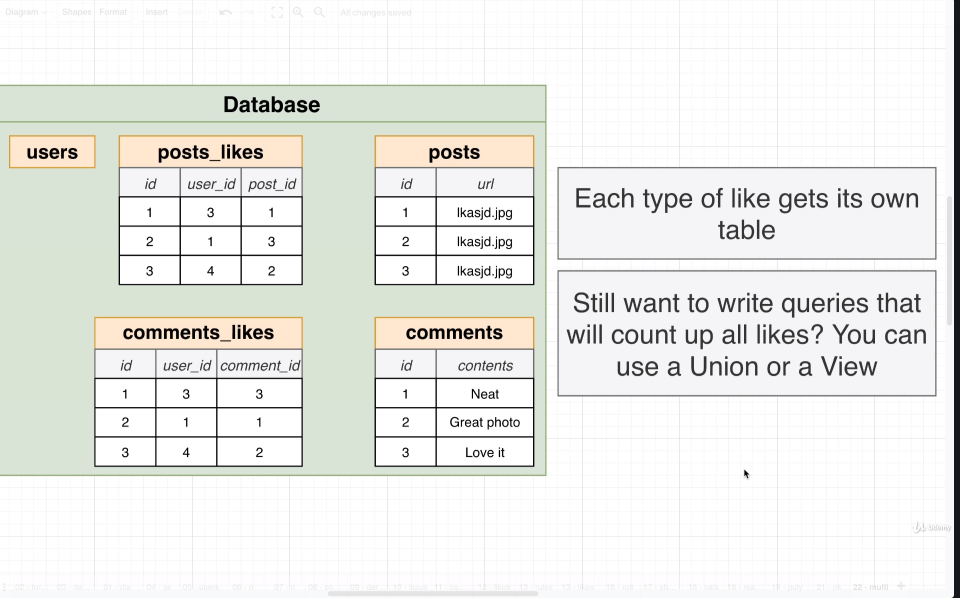 Diagram Shapes Format Insert All changes saved
Database
users
posts_likes
id user_id post_id
1 3 1
2 1 3
3 4 2
posts
id url
1 lkasjd.jpg
2 lkasjd.jpg
3 lkasjd.jpg
comments_likes
id user_id comment_id
1 3 3
2 1 1
3 4 2
comments
id contents
1 Neat
2 Great photo
3 Love it
Each type of like gets its own
table
Still want to write queries that
will count up all likes? You can
use a Union or a View
Udemy
22 - multi